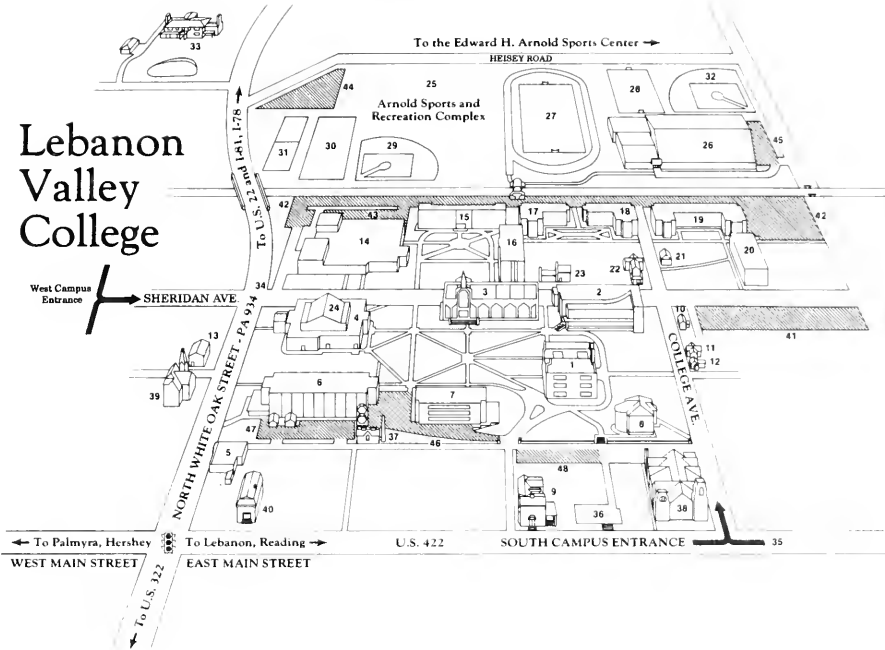 33
To the Edward H. Arnold Sports Center →
HEISEY ROAD
44
25
28
32
Arnold Sports and
Recreation Complex
27
Lebanon
Valley
College
31
30
29
26
45
To U.S. 22 and I-81, I-78
42
43
15
17
18
19
42
14
16
20
21
22
23
34
West Campus
Entrance
SHERIDAN AVE.
3
2
24
4
10
41
13
11
12
1
COLLEGE AVE.
39
6
7
6
NORTH WHITE OAK STREET - PA 934
47
37
46
5
48
9
40
36
38
← To Palmyra, Hershey
To Lebanon, Reading →
U.S. 422
SOUTH CAMPUS ENTRANCE
35
WEST MAIN STREET
EAST MAIN STREET
← To U.S. 322